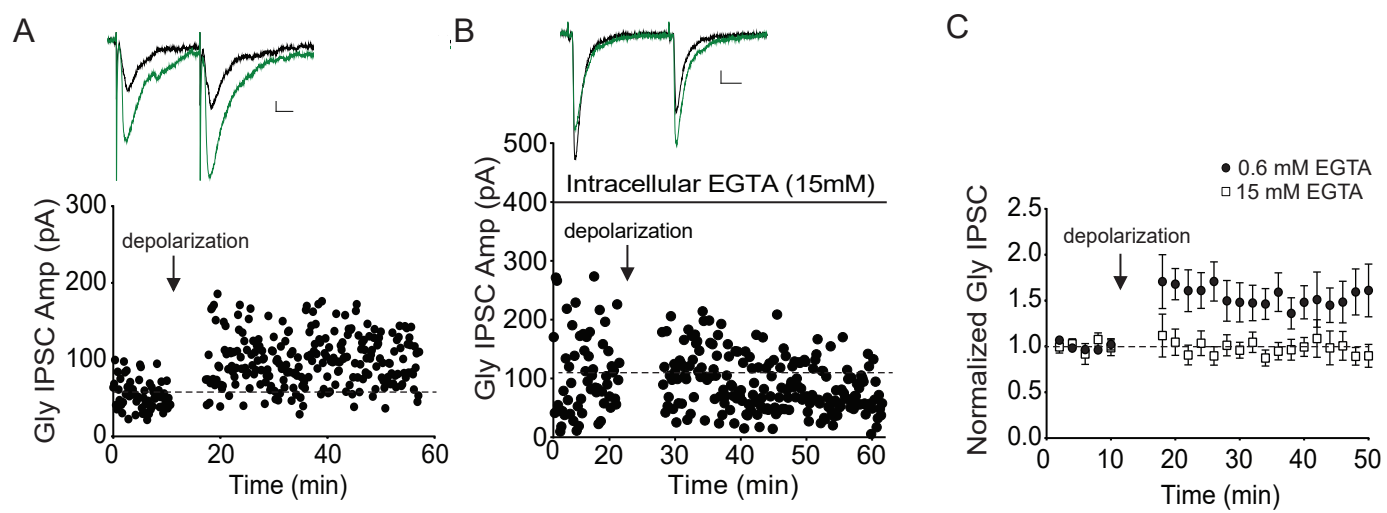 A
B
C
Gly IPSC Amp (pA)
300
200
100
0
depolarization
0
20
40
60
Time (min)
Gly IPSC Amp (pA)
500
400
300
200
100
0
Intracellular EGTA (15mM)
depolarization
0
20
40
60
Time (min)
0.6 mM EGTA
15 mM EGTA
Normalized Gly IPSC
2.5
2.0
1.5
1.0
0.5
0.0
depolarization
0
10
20
30
40
50
Time (min)